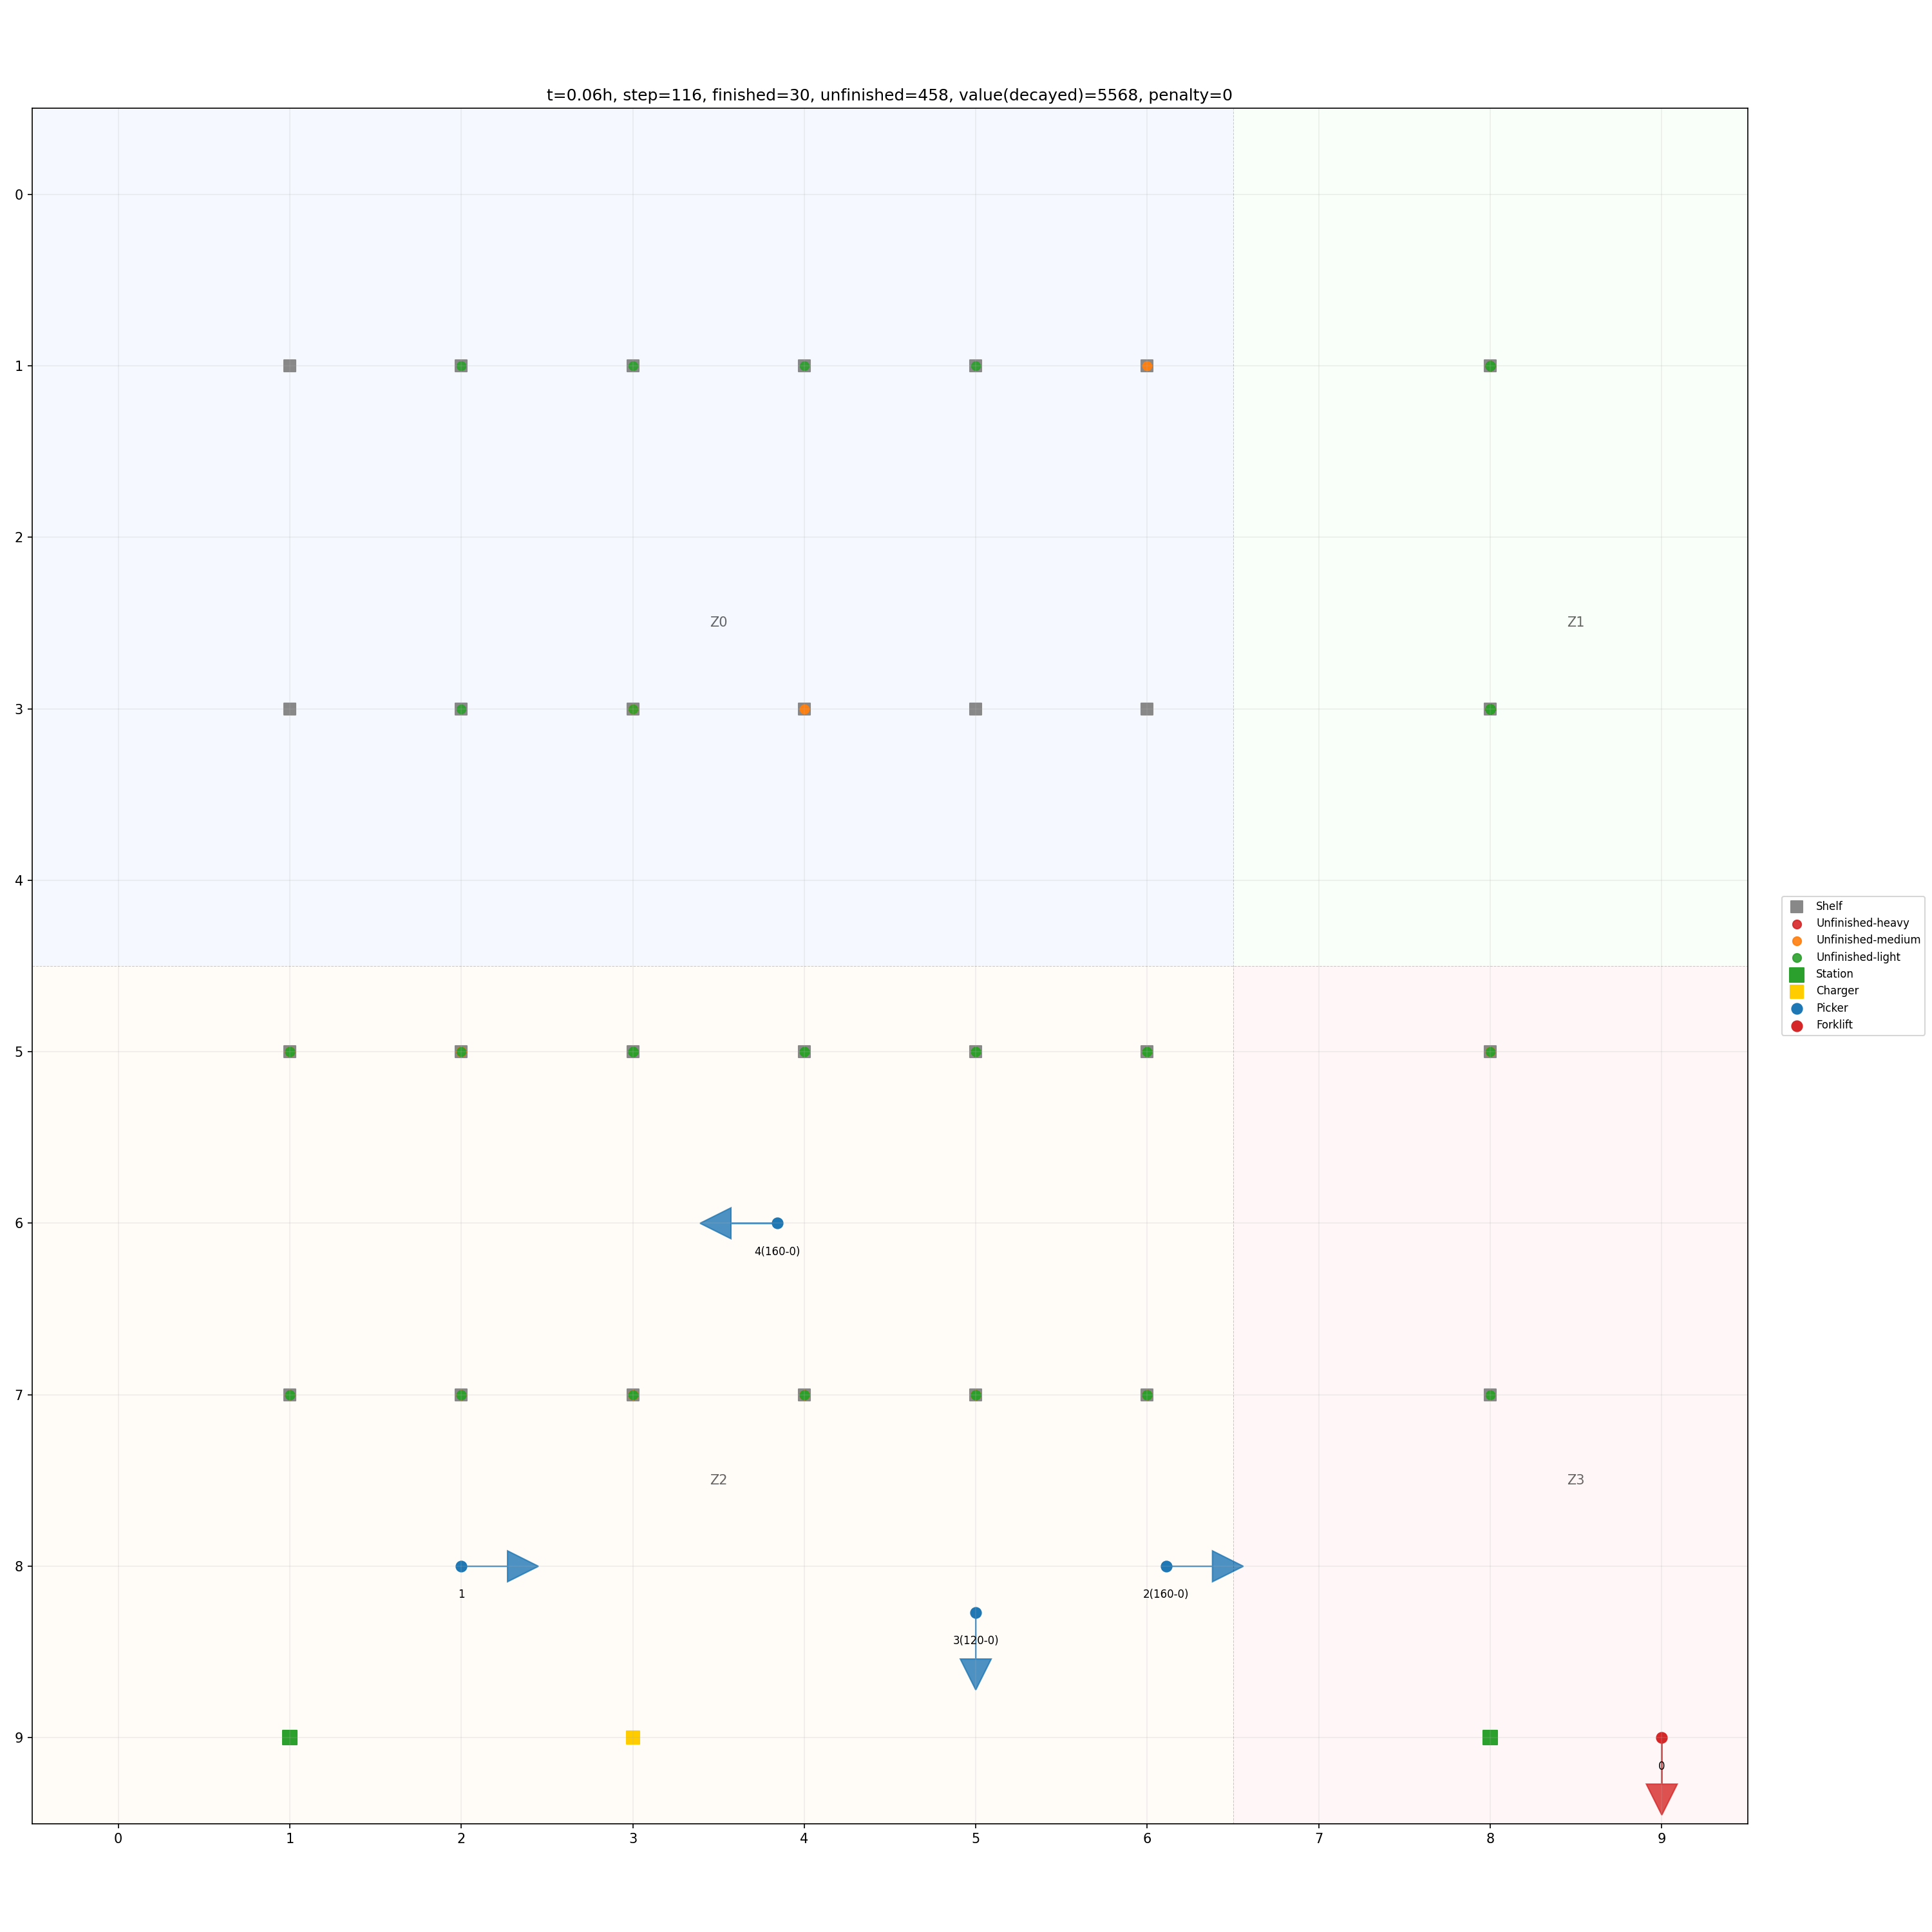 t=0.06h, step=116, finished=30, unfinished=458, value(decayed)=5568, penalty=0
0
1
2
Z0
Z1
3
4
Shelf
Unfinished-heavy
Unfinished-medium
Unfinished-light
Station
Charger
Picker
Forklift
5
6
4(160-0)
7
Z2
Z3
8
1
2(160-0)
3(120-0)
9
0
0 1 2 3 4 5 6 7 8 9